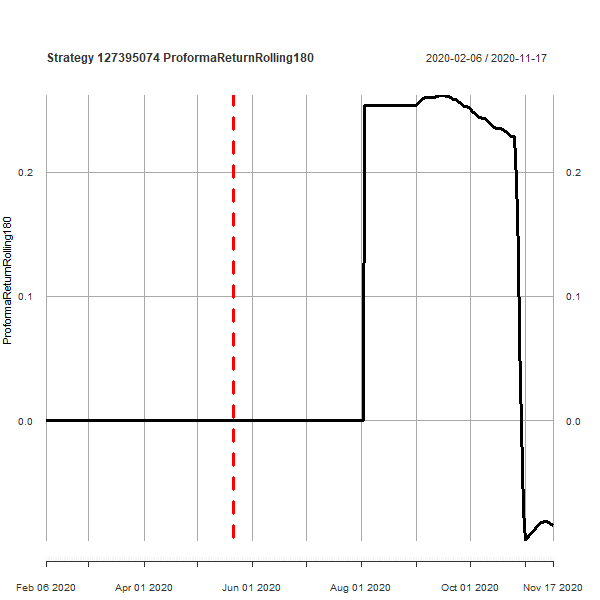 Strategy 127395074 ProformaReturnRolling180
2020-02-06 / 2020-11-17
ProformaReturnRolling180
0.2
0.2
0.1
0.1
0.0
0.0
Feb 06 2020
Apr 01 2020
Jun 01 2020
Aug 01 2020
Oct 01 2020
Nov 17 2020